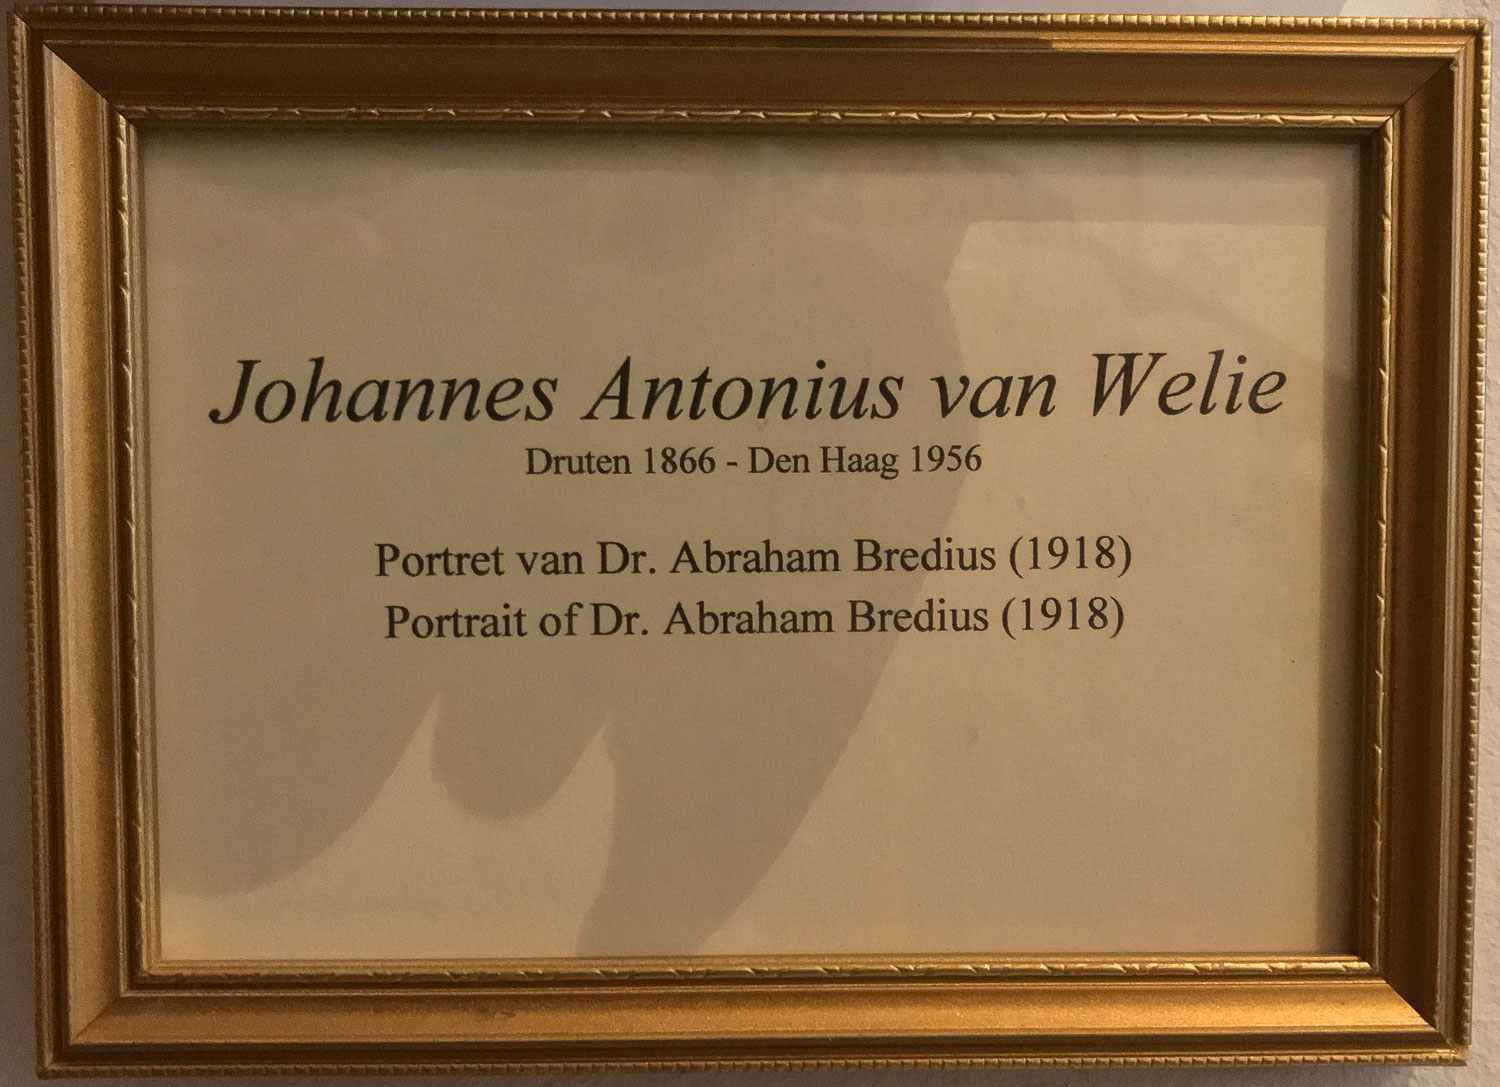 Johannes Antonius van Welie
Druten 1866 - Den Haag 1956
Portret van Dr. Abraham Bredius (1918)
Portrait of Dr. Abraham Bredius (1918)